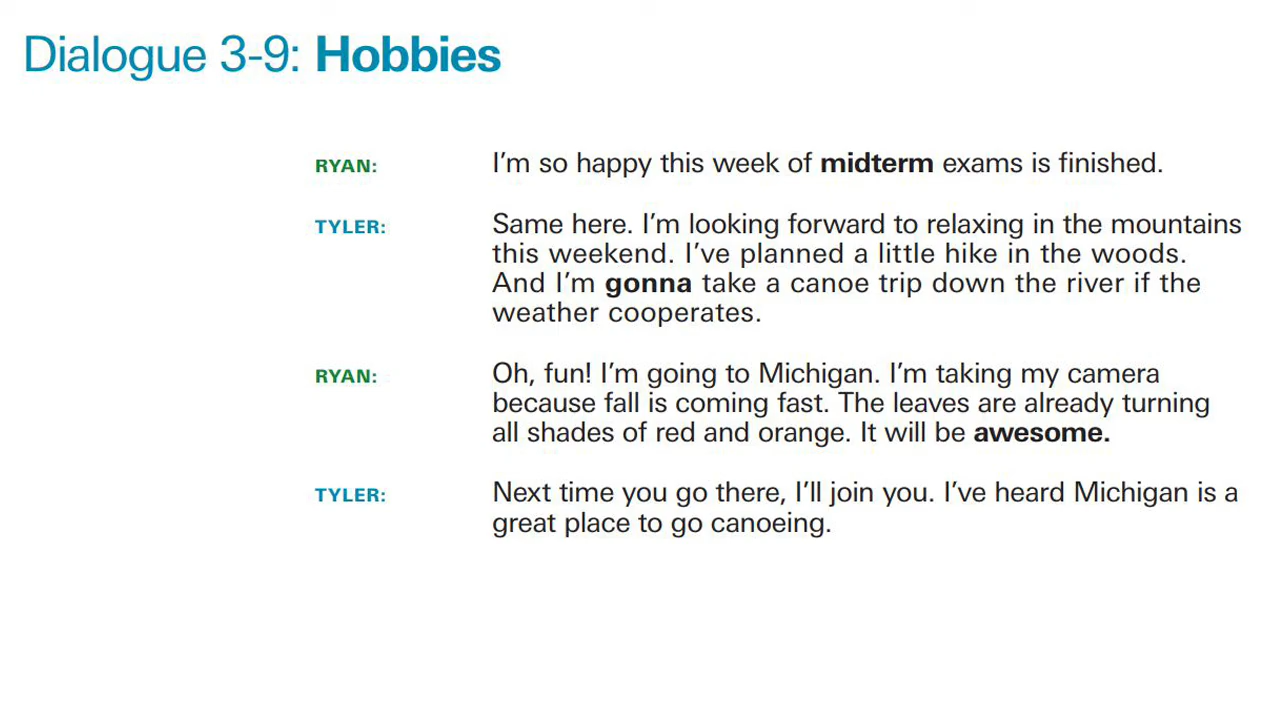 Dialogue 3-9: Hobbies
RYAN: I'm so happy this week of midterm exams is finished.
TYLER: Same here. I'm looking forward to relaxing in the mountains
this weekend. I've planned a little hike in the woods.
And I'm gonna take a canoe trip down the river if the
weather cooperates.
RYAN: Oh, fun! I'm going to Michigan. I'm taking my camera
because fall is coming fast. The leaves are already turning
all shades of red and orange. It will be awesome.
TYLER: Next time you go there, I'll join you. I've heard Michigan is a
great place to go canoeing.